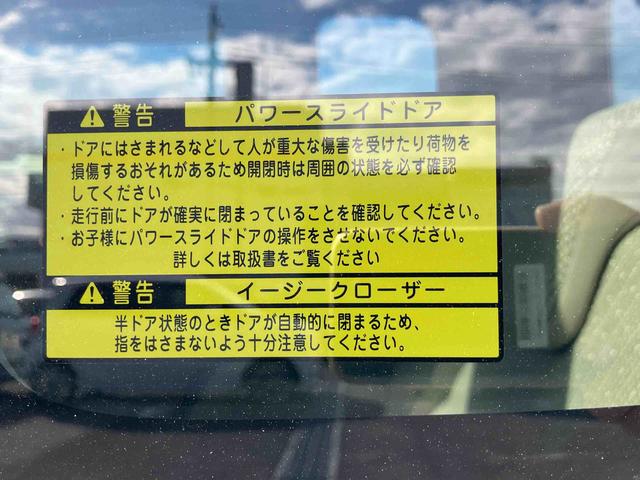 ⚠警告 パワースライドドア
・ドアにはさまれるなどして人が重大な傷害を受けたり荷物を
損傷するおそれがあるため開閉時は周囲の状態を必ず確認
してください。
・走行前にドアが確実に閉まっていることを確認してください。
・お子様にパワースライドドアの操作をさせないでください。
詳しくは取扱書をご覧ください
⚠警告 イージークローザー
半ドア状態のときドアが自動的に閉まるため、
指をはさまないよう十分注意してください。